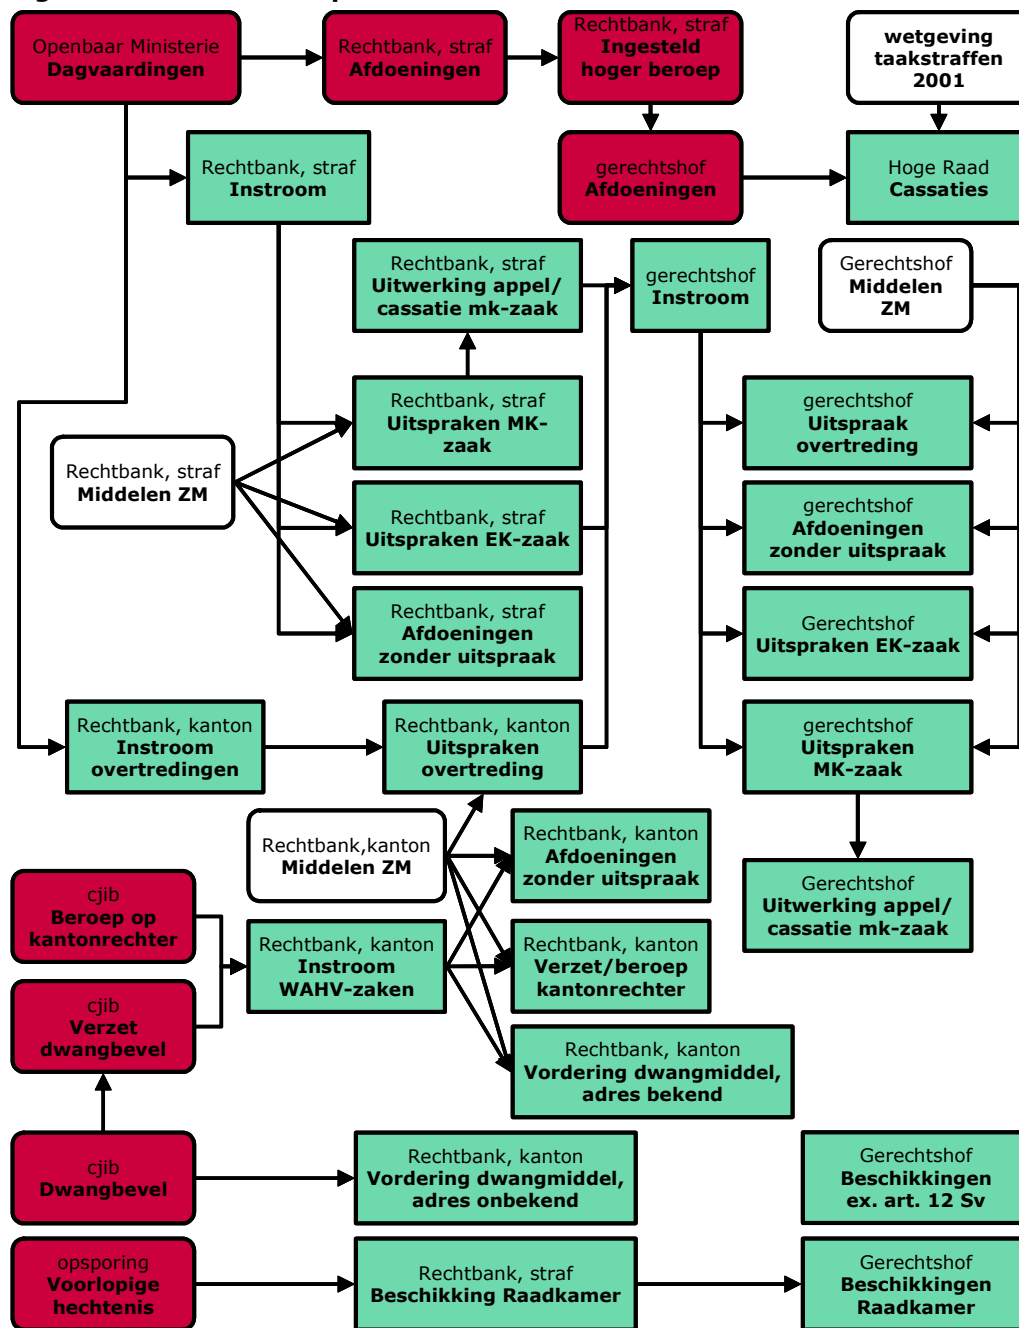 Openbaar Ministerie
Dagvaardingen
Rechtbank, straf
Afdoeningen
Rechtbank, straf
Ingesteld
hoger beroep
wetgeving
taakstraffen
2001
Rechtbank, straf
Instroom
gerechtshof
Afdoeningen
Hoge Raad
Cassaties
Rechtbank, straf
Uitwerking appel/
cassatie mk-zaak
gerechtshof
Instroom
Gerechtshof
Middelen
ZM
Rechtbank, straf
Uitspraken MK-
zaak
gerechtshof
Uitspraak
overtreding
Rechtbank, straf
Middelen ZM
Rechtbank, straf
Uitspraken EK-zaak
gerechtshof
Afdoeningen
zonder uitspraak
Rechtbank, straf
Afdoeningen
zonder uitspraak
Gerechtshof
Uitspraken EK-zaak
Rechtbank, kanton
Instroom
overtredingen
Rechtbank, kanton
Uitspraken
overtreding
gerechtshof
Uitspraken
MK-zaak
Rechtbank,kanton
Middelen ZM
Rechtbank, kanton
Afdoeningen
zonder uitspraak
Gerechtshof
Uitwerking appel/
cassatie mk-zaak
cjib
Beroep op
kantonrechter
Rechtbank, kanton
Instroom
WAHV-zaken
Rechtbank, kanton
Verzet/beroep
kantonrechter
cjib
Verzet
dwangbevel
Rechtbank, kanton
Vordering dwangmiddel,
adres bekend
cjib
Dwangbevel
Rechtbank, kanton
Vordering dwangmiddel,
adres onbekend
Gerechtshof
Beschikkingen
ex. art. 12 Sv
opsporing
Voorlopige
hechtenis
Rechtbank, straf
Beschikking Raadkamer
Gerechtshof
Beschikkingen
Raadkamer